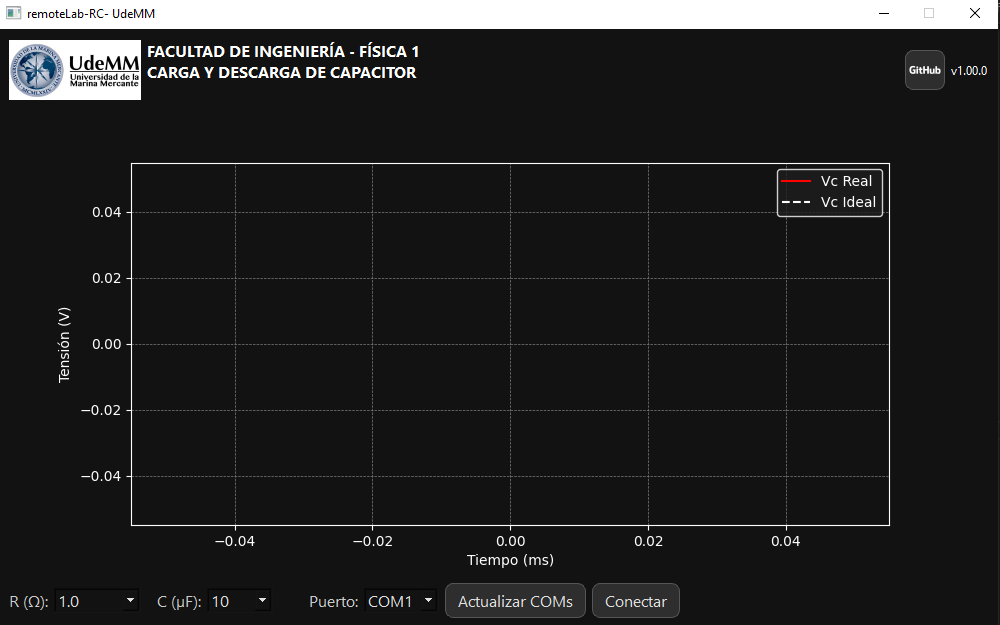 remoteLab-RC- UdeMM
UdeMM
Universidad de la
Marina Mercante
FACULTAD DE INGENIERÍA - FÍSICA 1
CARGA Y DESCARGA DE CAPACITOR
GitHub
v1.00.0
Vc Real
Vc Ideal
Tensión (V)
0.04
0.02
0.00
−0.02
−0.04
−0.04
−0.02
0.00
0.02
0.04
Tiempo (ms)
R (Ω): 1.0
C (µF): 10
Puerto: COM1
Actualizar COMs
Conectar